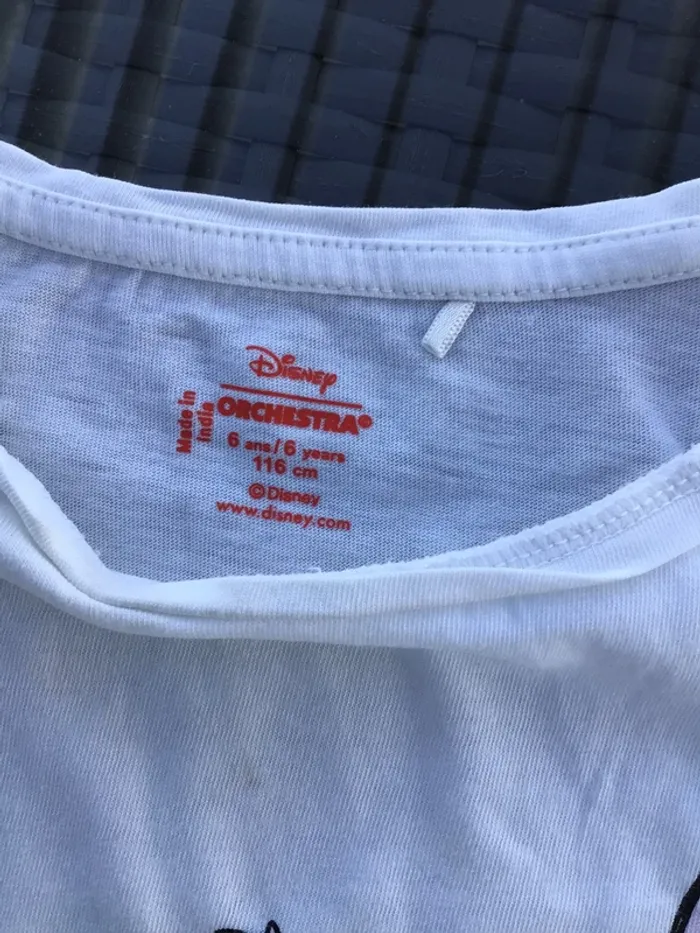 Disney
ORCHESTRA®
Made in
India
6 ans/6 years
116 cm
©Disney
www.disney.com